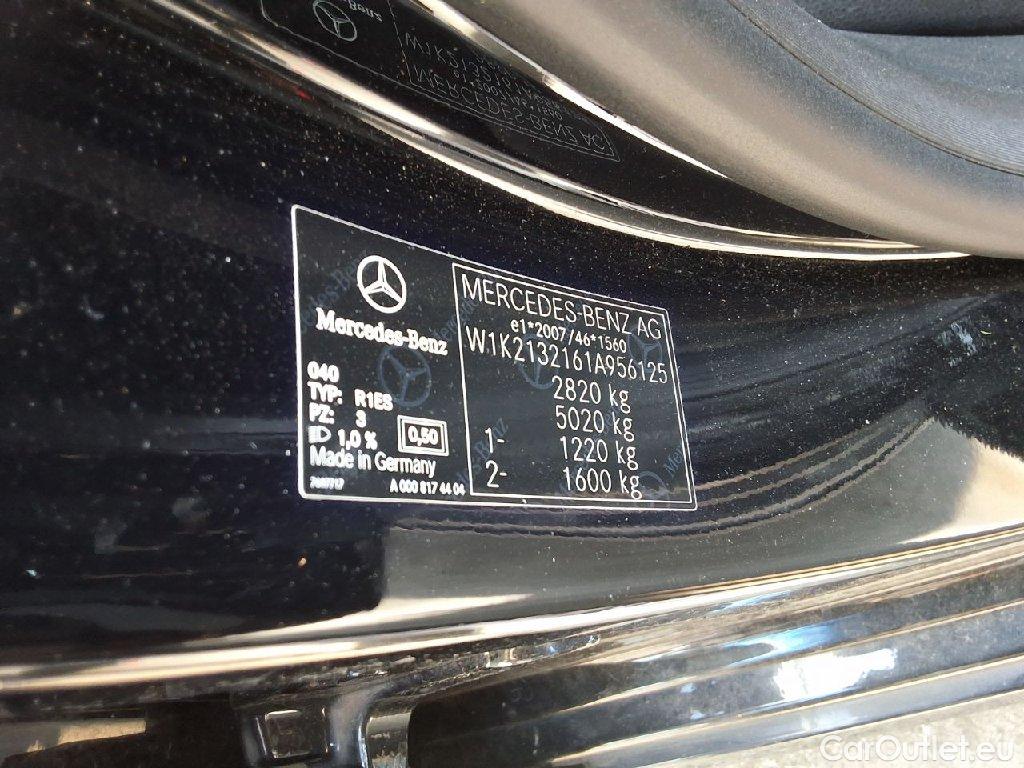 Mercedes-Benz
040
TYP: R1ES
PZ: 3
1,0 %
0,50
Made in Germany
A 000 817 44 04
MERCEDES-BENZ AG
e1*2007/46*1560
W1K2132161A956125
2820 kg
5020 kg
1- 1220 kg
2- 1600 kg
CarOutlet.eu